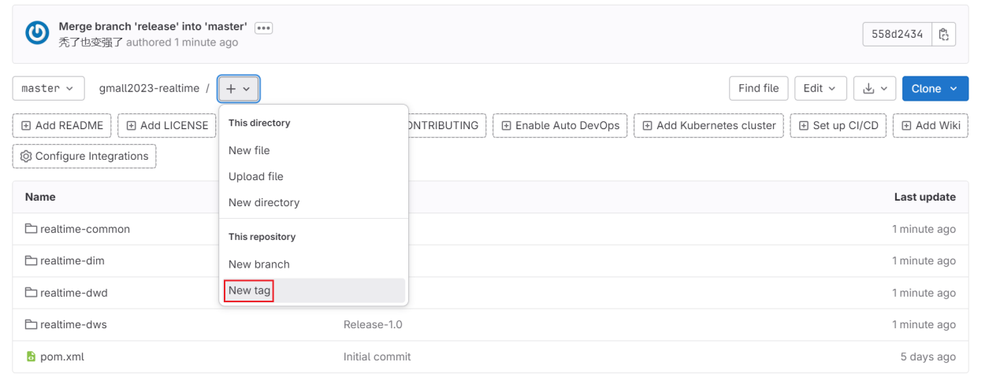 Merge branch 'release' into 'master'
秃了也变强了 authored 1 minute ago
558d2434
master gmall2023-realtime / Find file Edit Clone
Add README Add LICENSE ONTRIBUTING Enable Auto DevOps Add Kubernetes cluster Set up CI/CD Add Wiki
Configure Integrations
This directory
New file
Upload file
New directory
This repository
New branch
New tag
Name Last update
realtime-common 1 minute ago
realtime-dim 1 minute ago
realtime-dwd 1 minute ago
realtime-dws Release-1.0 1 minute ago
pom.xml Initial commit 5 days ago